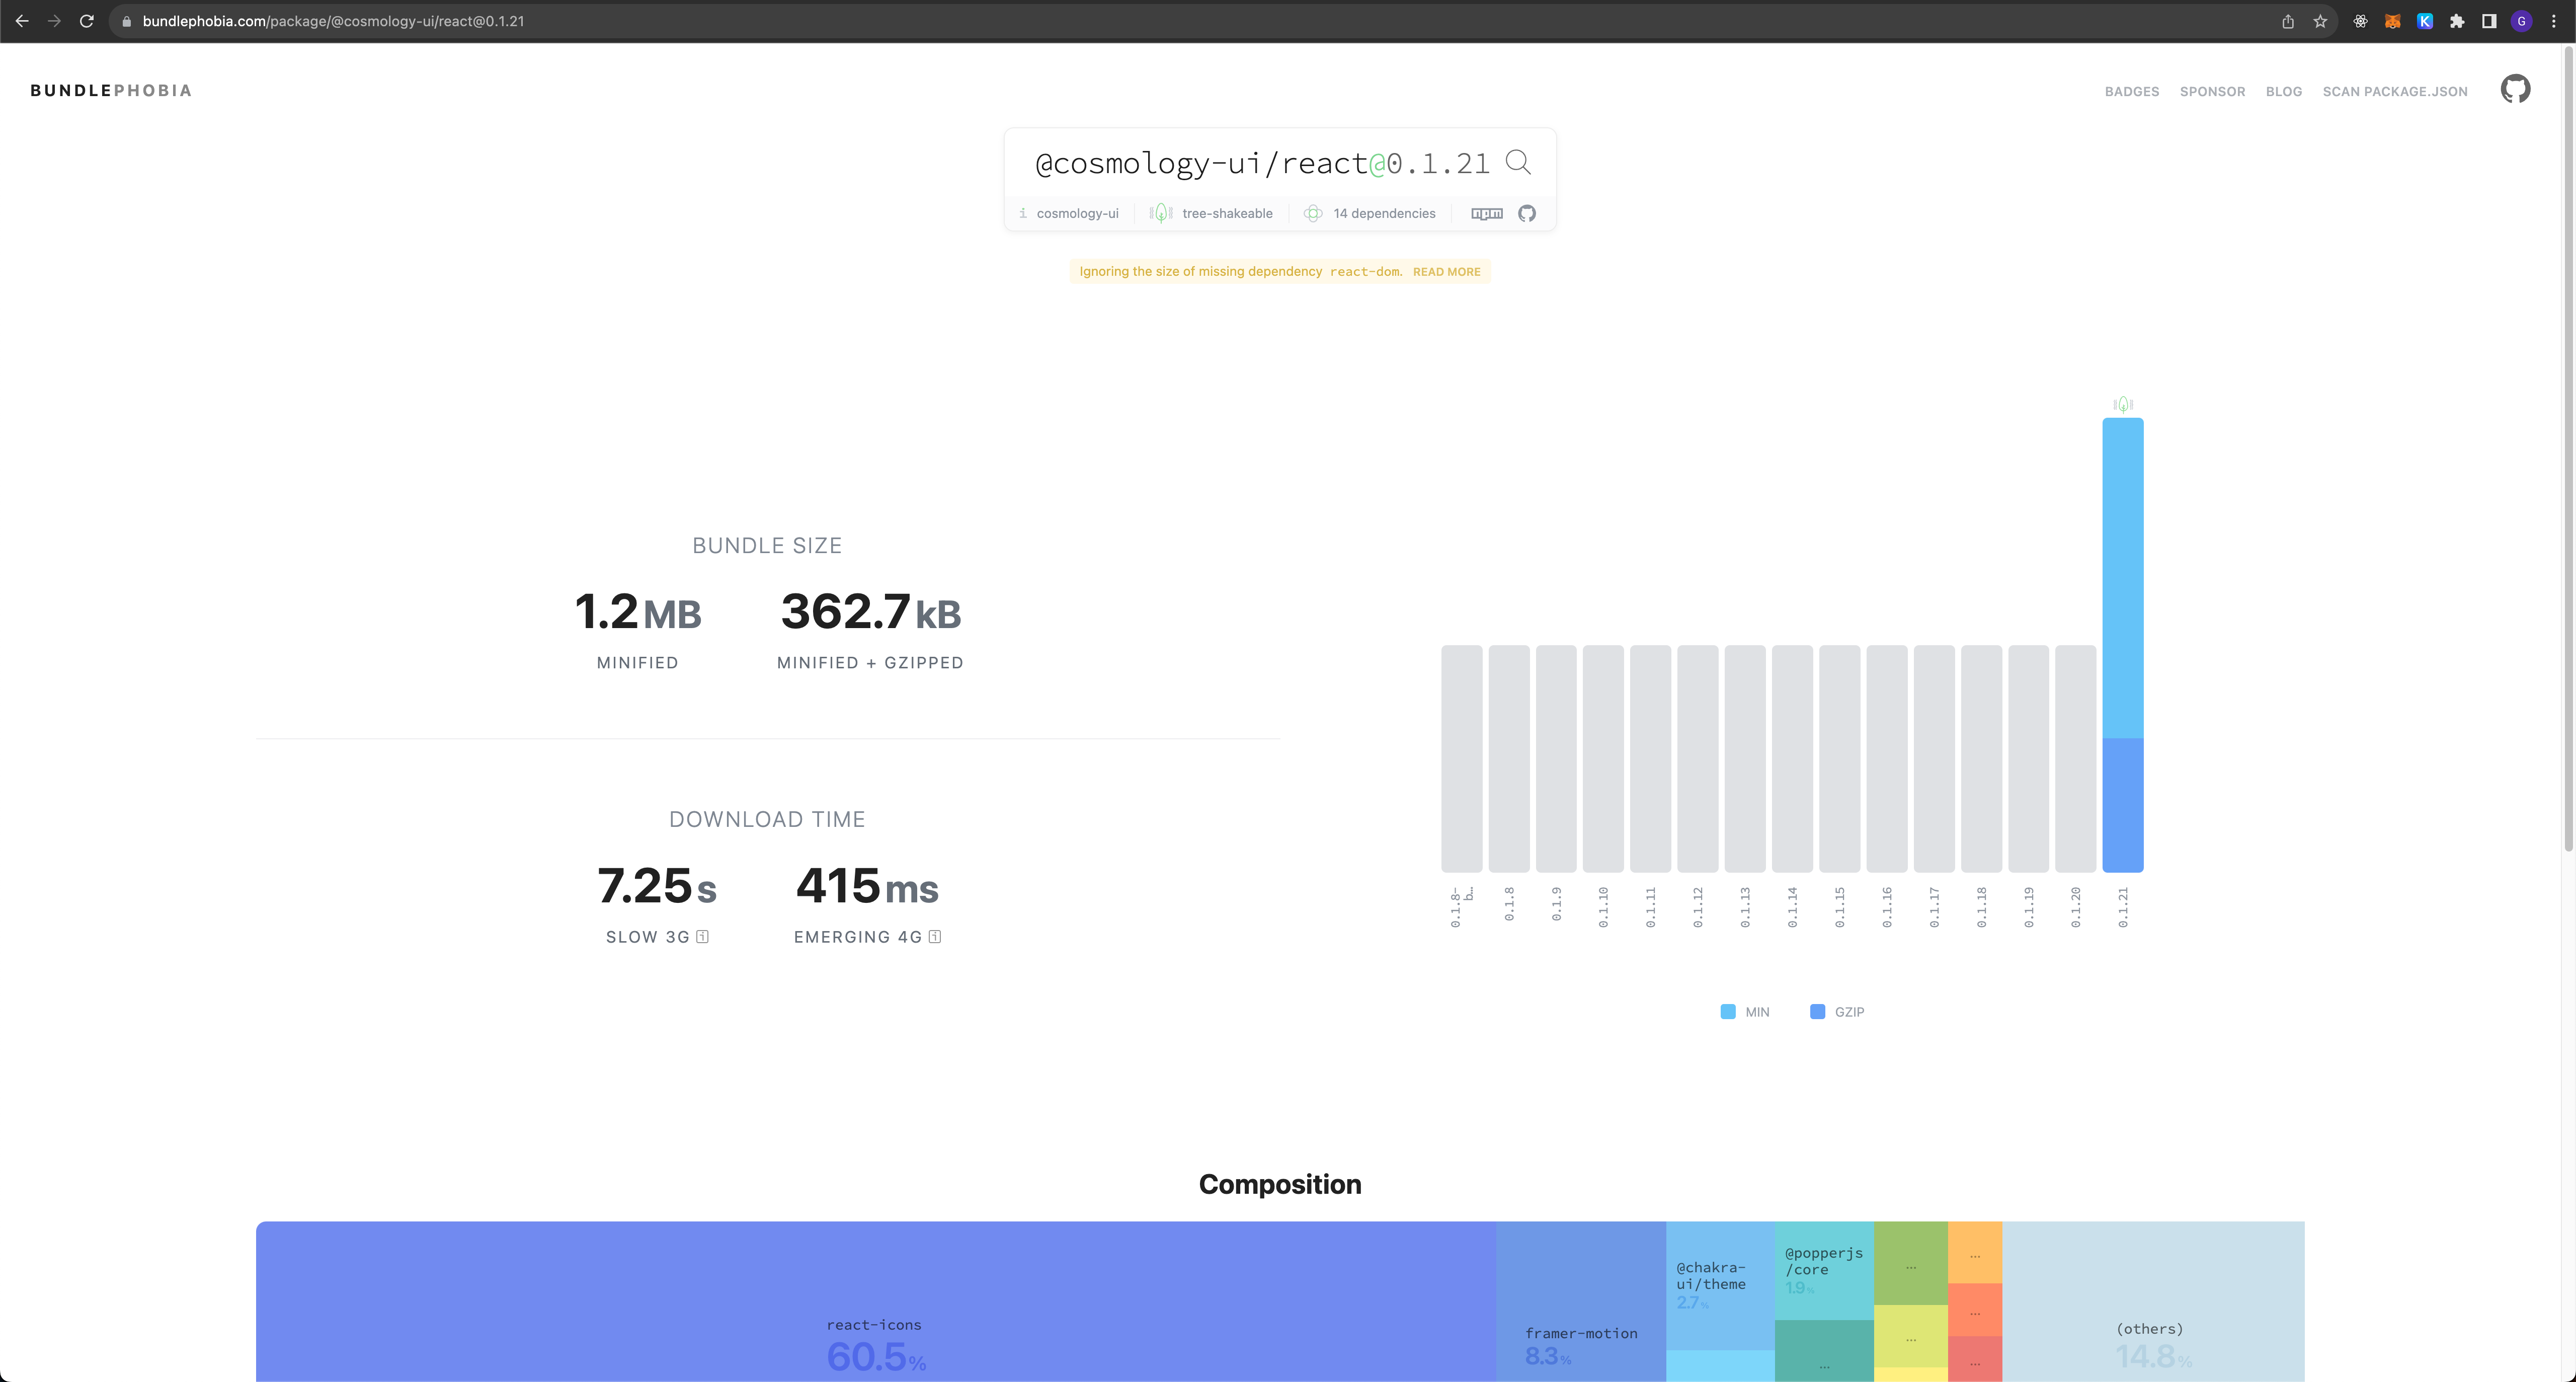 bundlephobia.com/package/@cosmology-ui/react@0.1.21
G
BUNDLEPHOBIA
BADGES SPONSOR BLOG SCAN PACKAGE.JSON
@cosmology-ui/react@0.1.21
i cosmology-ui tree-shakeable 14 dependencies npm
Ignoring the size of missing dependency react-dom. READ MORE
BUNDLE SIZE
1.2 MB 362.7 kB
MINIFIED MINIFIED + GZIPPED
DOWNLOAD TIME
7.25 s 415 ms
SLOW 3G i EMERGING 4G i
0.1.8-b… 0.1.8 0.1.9 0.1.10 0.1.11 0.1.12 0.1.13 0.1.14 0.1.15 0.1.16 0.1.17 0.1.18 0.1.19 0.1.20 0.1.21
MIN GZIP
Composition
react-icons
60.5%
framer-motion
8.3%
@chakra-
ui/theme
2.7%
@popperjs
/core
1.9%
...
...
...
...
...
...
(others)
14.8%